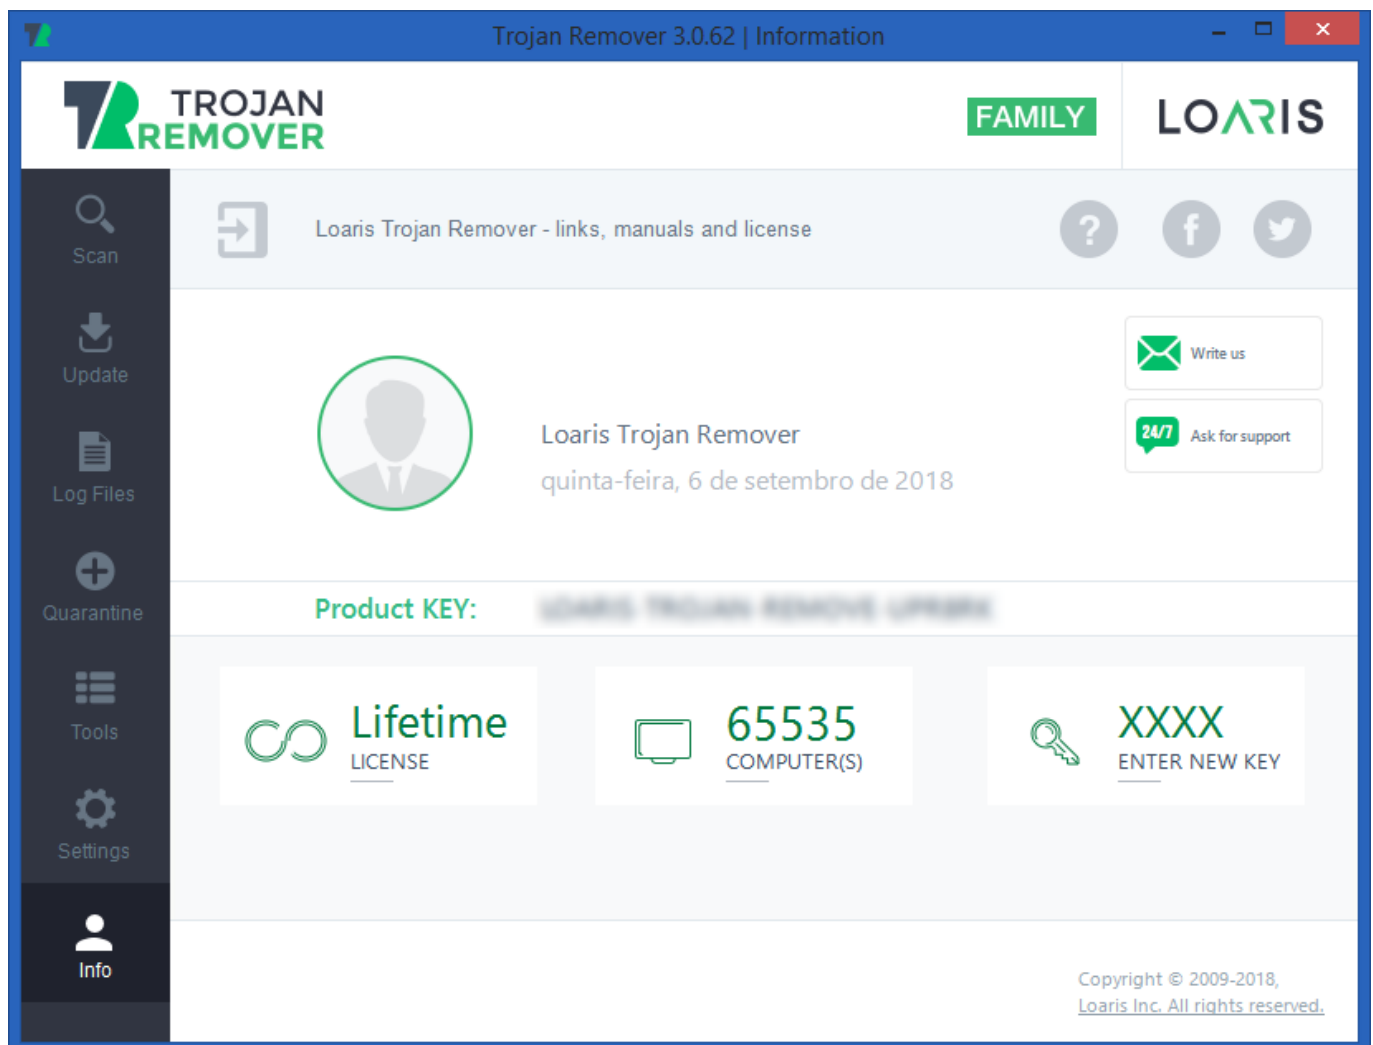 Trojan Remover 3.0.62 | Information
TROJAN
REMOVER
FAMILY
LOARIS
Scan
Update
Log Files
Quarantine
Tools
Settings
Info
Loaris Trojan Remover - links, manuals and license
?
f
Write us
24/7 Ask for support
Loaris Trojan Remover
quinta-feira, 6 de setembro de 2018
Product KEY:
Lifetime
LICENSE
65535
COMPUTER(S)
XXXX
ENTER NEW KEY
Copyright © 2009-2018,
Loaris Inc. All rights reserved.